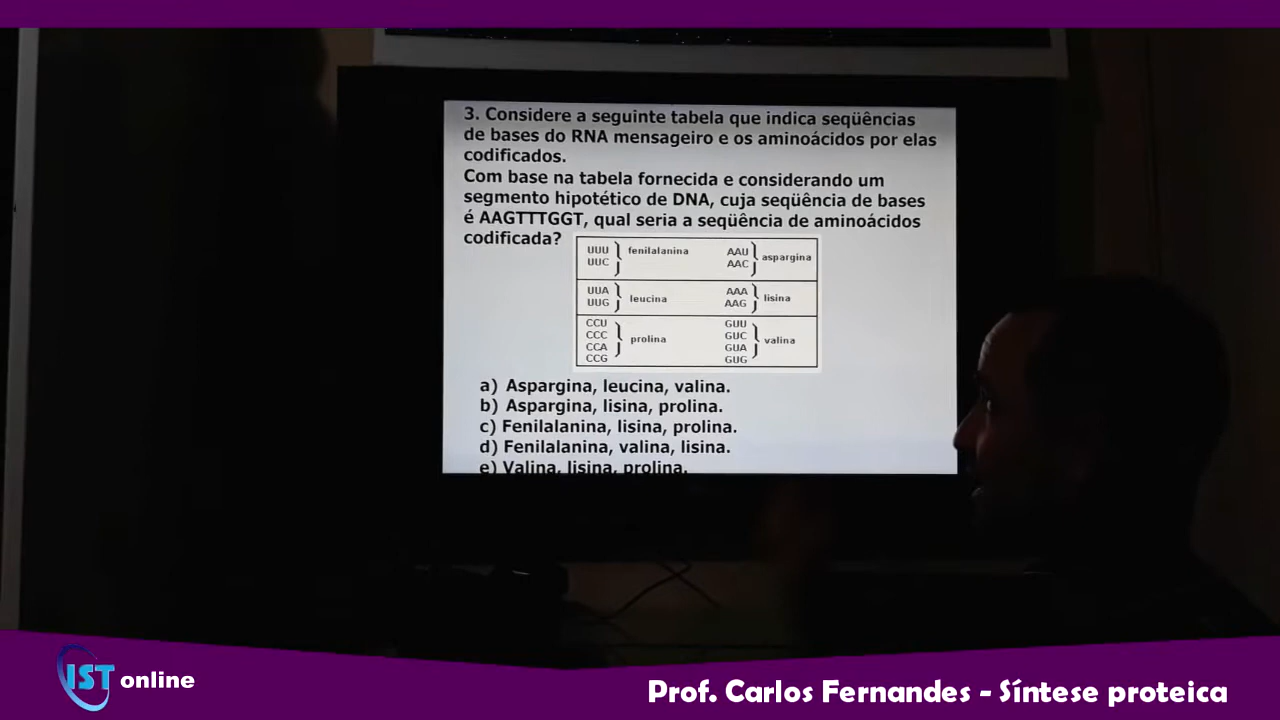 3. Considere a seguinte tabela que indica seqüências
de bases do RNA mensageiro e os aminoácidos por elas
codificados.
Com base na tabela fornecida e considerando um
segmento hipotético de DNA, cuja seqüência de bases
é AAGTTTGGT, qual seria a seqüência de aminoácidos
codificada?
UUU
UUC
fenilalanina
AAU
AAC
aspargina
UUA
UUG
leucina
AAA
AAG
lisina
CCU
CCC
CCA
CCG
prolina
GUU
GUC
GUA
GUG
valina
a) Aspargina, leucina, valina.
b) Aspargina, lisina, prolina.
c) Fenilalanina, lisina, prolina.
d) Fenilalanina, valina, lisina.
e) Valina, lisina, prolina.
IST online
Prof. Carlos Fernandes - Síntese proteica